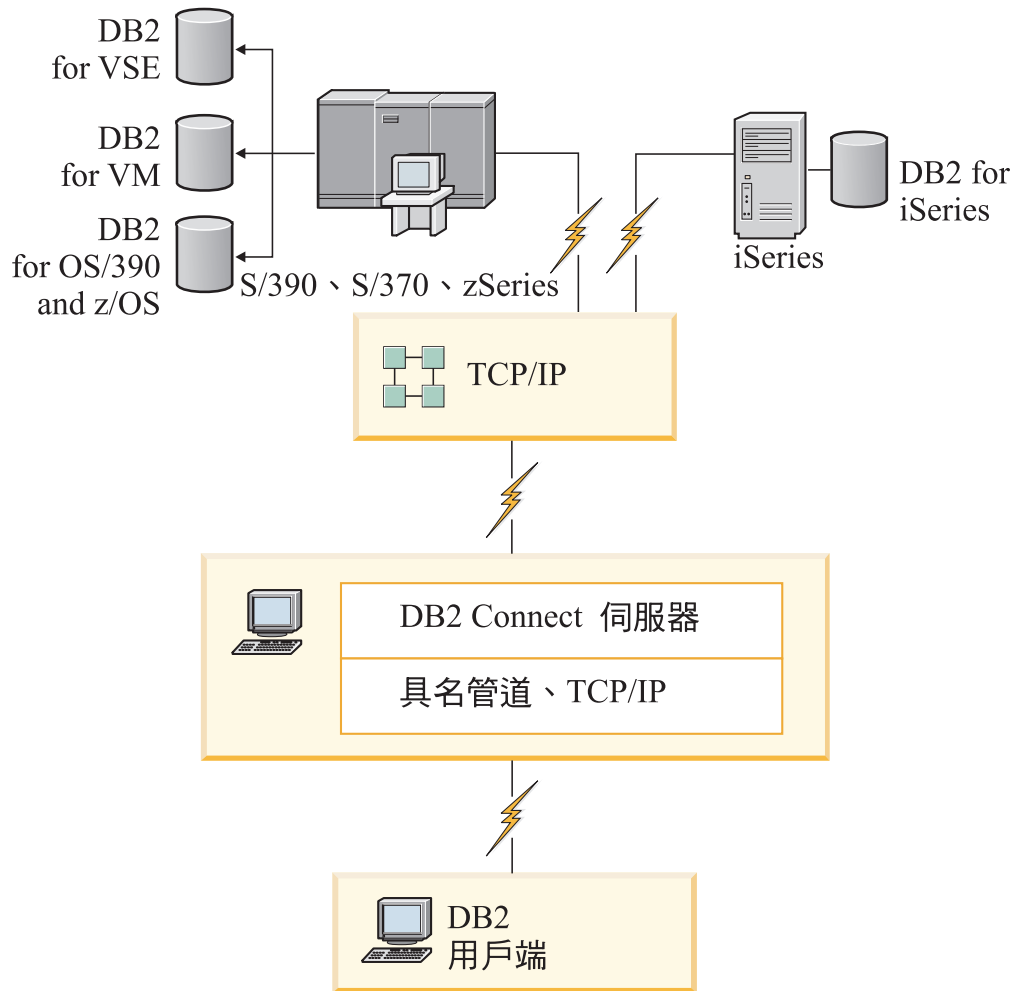 DB2
for VSE
DB2
for VM
DB2
for OS/390
and z/OS
S/390、S/370、zSeries
iSeries
DB2 for
iSeries
TCP/IP
DB2 Connect 伺服器
具名管道、TCP/IP
DB2
用戶端